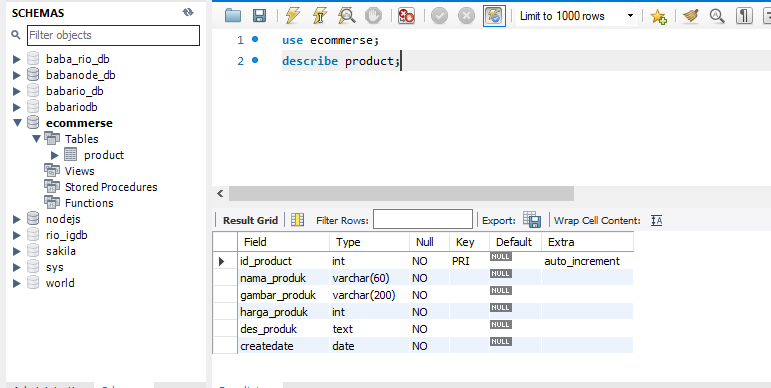 SCHEMAS
Filter objects
baba_rio_db
babanode_db
babario_db
babariodb
ecommerse
Tables
product
Views
Stored Procedures
Functions
nodejs
rio_igdb
sakila
sys
world
Limit to 1000 rows
1 use ecommerse;
2 describe product;
Result Grid Filter Rows: Export: Wrap Cell Content:
Field Type Null Key Default Extra
id_product int NO PRI NULL auto_increment
nama_produk varchar(60) NO NULL
gambar_produk varchar(200) NO NULL
harga_produk int NO NULL
des_produk text NO NULL
createdate date NO NULL